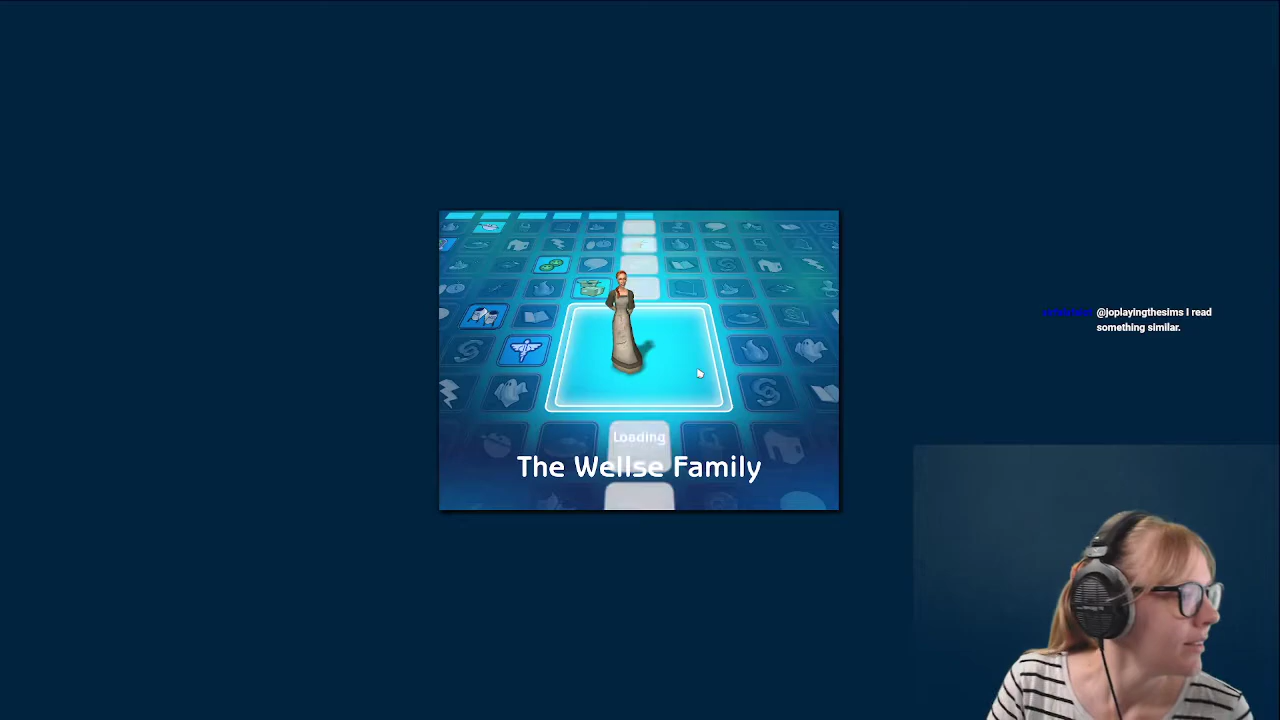 @joplayingthesims I read
something similar.
Loading
The Wellse Family